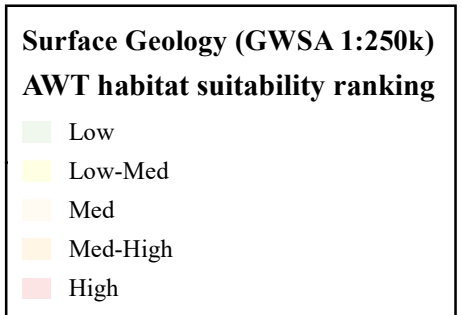 Surface Geology (GWSA 1:250k)
AWT habitat suitability ranking
Low
Low-Med
Med
Med-High
High